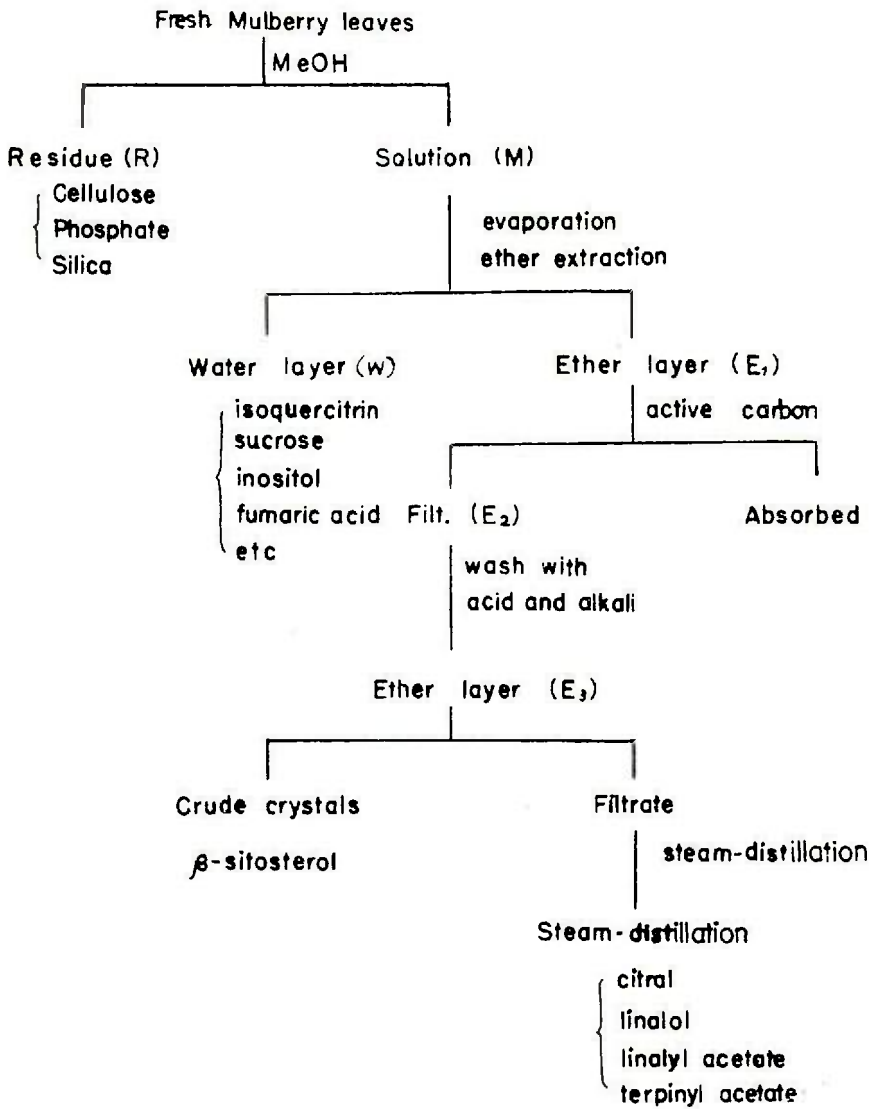 Fresh Mulberry leaves
MeOH
Residue (R)
Cellulose
Phosphate
Silica
Solution (M)
evaporation
ether extraction
Water layer (w)
isoquercitrin
sucrose
inositol
fumaric acid
etc
Ether layer (E₁)
active carbon
Filt. (E₂)
Absorbed
wash with
acid and alkali
Ether layer (E₃)
Crude crystals
β-sitosterol
Filtrate
steam-distillation
Steam-distillation
citral
linalol
linalyl acetate
terpinyl acetate